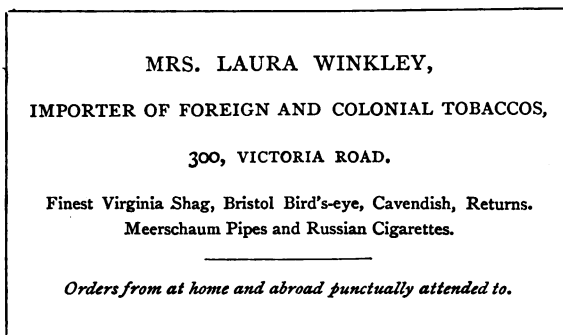 MRS. LAURA WINKLEY,
IMPORTER OF FOREIGN AND COLONIAL TOBACCOS,
300, VICTORIA ROAD.
Finest Virginia Shag, Bristol Bird's-eye, Cavendish, Returns.
Meerschaum Pipes and Russian Cigarettes.
Orders from at home and abroad punctually attended to.